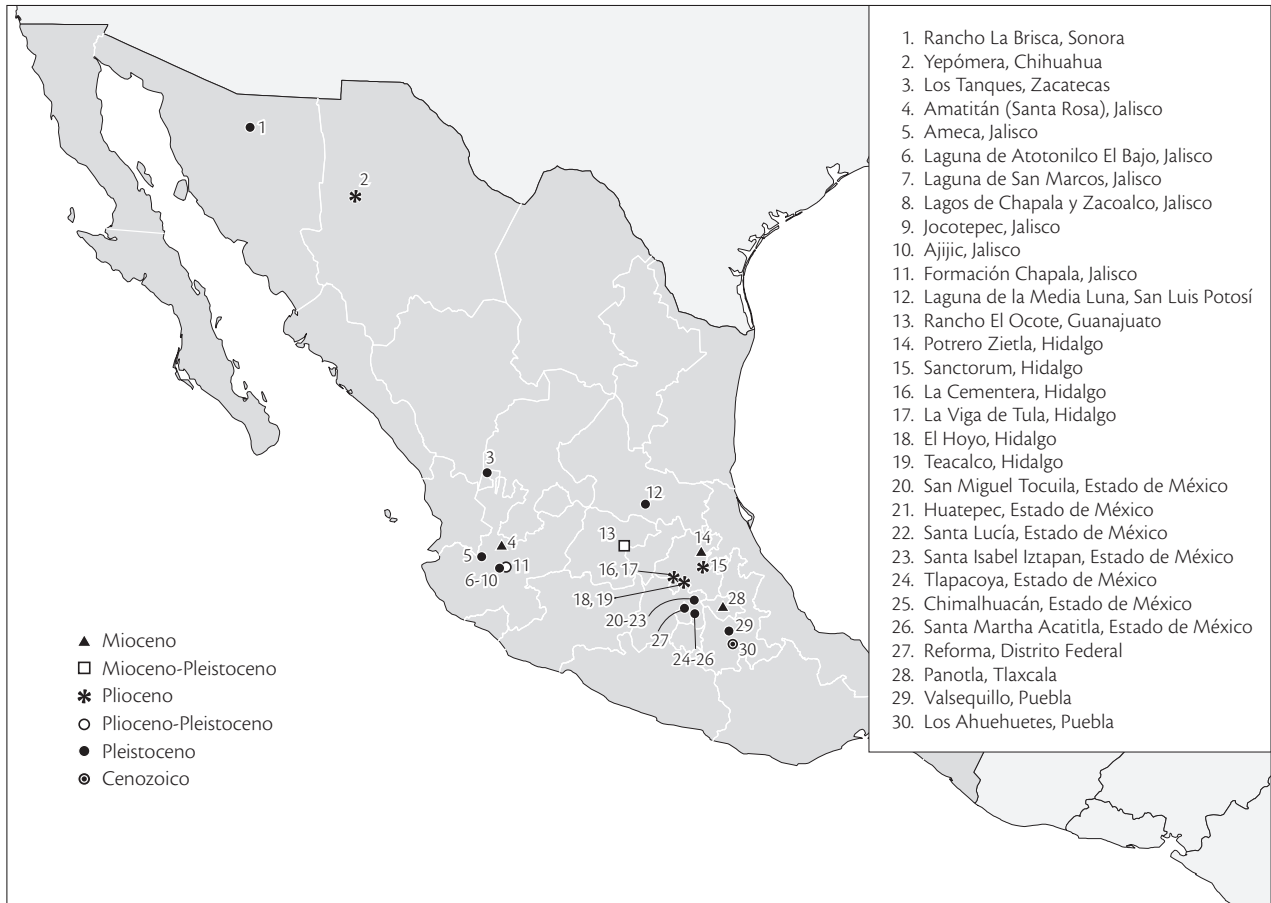 1. Rancho La Brisca, Sonora
2. Yepómera, Chihuahua
3. Los Tanques, Zacatecas
4. Amatitán (Santa Rosa), Jalisco
5. Ameca, Jalisco
6. Laguna de Atotonilco El Bajo, Jalisco
7. Laguna de San Marcos, Jalisco
8. Lagos de Chapala y Zacoalco, Jalisco
9. Jocotepec, Jalisco
10. Ajijic, Jalisco
11. Formación Chapala, Jalisco
12. Laguna de la Media Luna, San Luis Potosí
13. Rancho El Ocote, Guanajuato
14. Potrero Zietla, Hidalgo
15. Sanctorum, Hidalgo
16. La Cementera, Hidalgo
17. La Viga de Tula, Hidalgo
18. El Hoyo, Hidalgo
19. Teacalco, Hidalgo
20. San Miguel Tocuila, Estado de México
21. Huatepec, Estado de México
22. Santa Lucía, Estado de México
23. Santa Isabel Iztapan, Estado de México
24. Tlapacoya, Estado de México
25. Chimalhuacán, Estado de México
26. Santa Martha Acatitla, Estado de México
27. Reforma, Distrito Federal
28. Panotla, Tlaxcala
29. Valsequillo, Puebla
30. Los Ahuehuetes, Puebla
1
2
3
12
4
13
14
5
11
15
6-10
16, 17
18, 19
28
20-23
29
27
30
24-26
Mioceno
Mioceno-Pleistoceno
Plioceno
Plioceno-Pleistoceno
Pleistoceno
Cenozoico